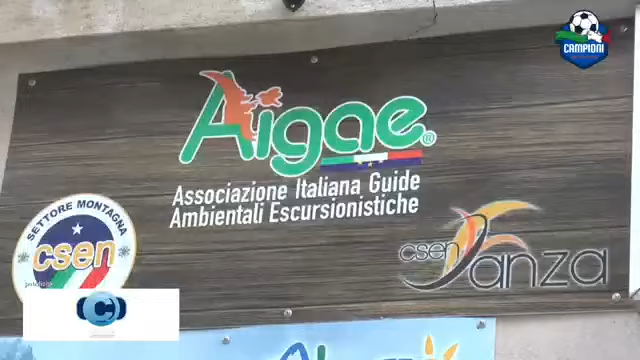 CAMPIONI
Aigae®
Associazione Italiana Guide
Ambientali Escursionistiche
SETTORE MONTAGNA
csen
csen Danza
C